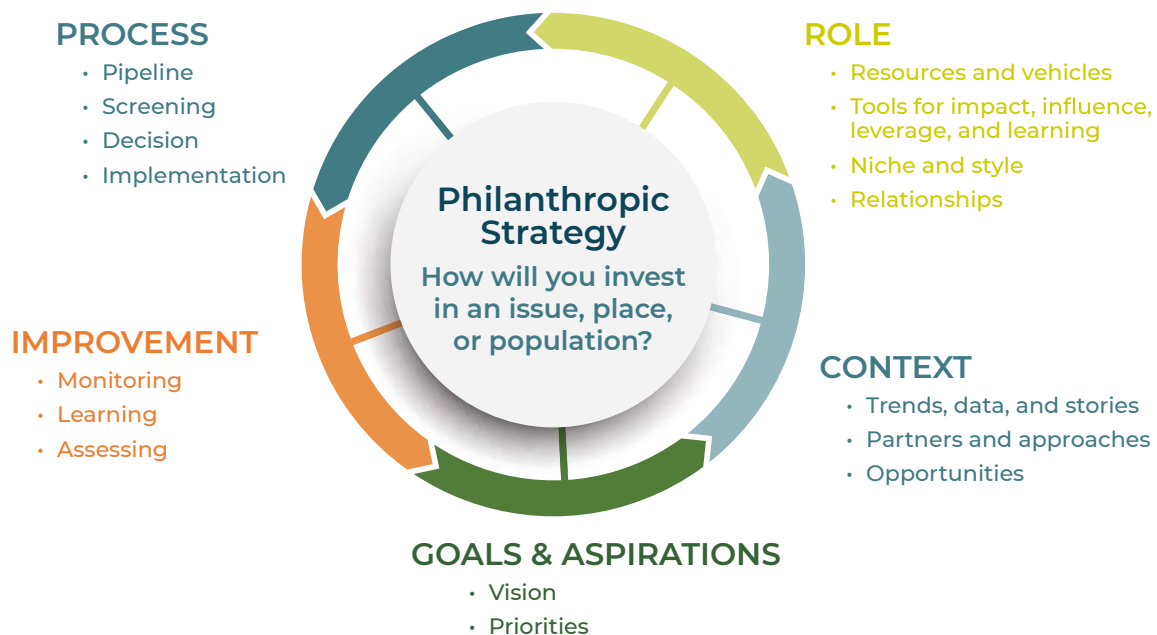 PROCESS
• Pipeline
• Screening
• Decision
• Implementation
ROLE
• Resources and vehicles
• Tools for impact, influence,
leverage, and learning
• Niche and style
• Relationships
Philanthropic
Strategy
How will you invest
in an issue, place,
or population?
IMPROVEMENT
• Monitoring
• Learning
• Assessing
CONTEXT
• Trends, data, and stories
• Partners and approaches
• Opportunities
GOALS & ASPIRATIONS
• Vision
• Priorities